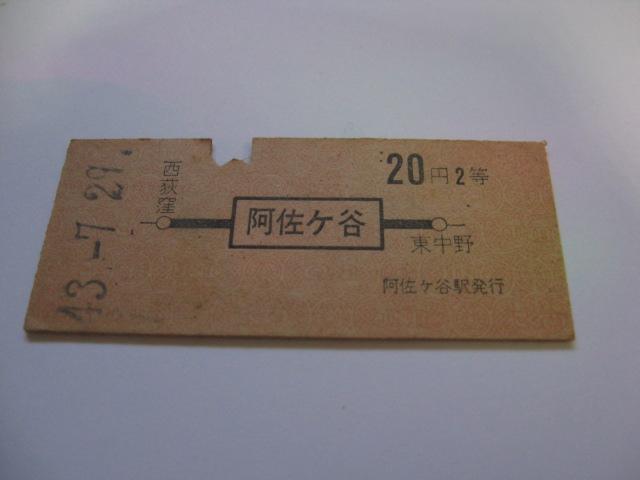 43.-7 29.
20円2等
西荻窪
阿佐ケ谷
東中野
阿佐ケ谷駅発行